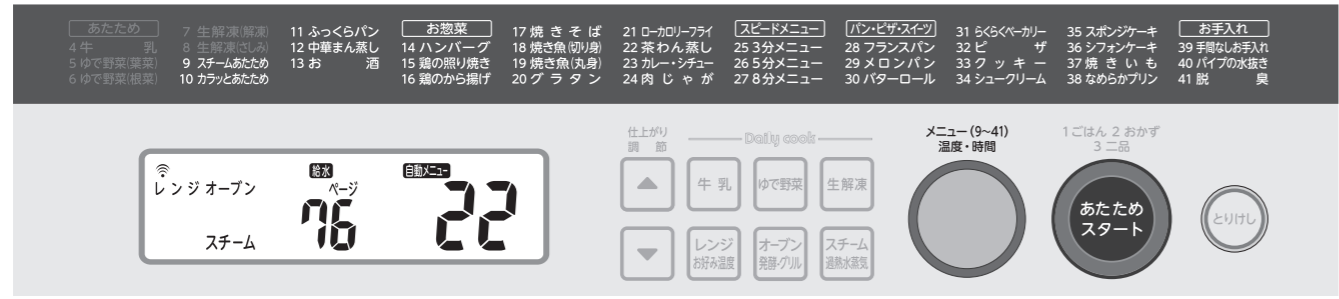 あたため
4 牛 乳
5 ゆで野菜(葉菜)
6 ゆで野菜(根菜)
7 生解凍(解凍)
8 生解凍(さしみ)
9 スチームあたため
10 カラッとあたため
11 ふっくらパン
12 中華まん蒸し
13 お 酒
お惣菜
14 ハンバーグ
15 鶏の照り焼き
16 鶏のから揚げ
17 焼 き そ ば
18 焼き魚(切り身)
19 焼き魚(丸身)
20 グ ラ タ ン
21 ローカロリーフライ
22 茶わん蒸し
23 カレー・シチュー
24 肉 じ ゃ が
スピードメニュー
25 3分メニュー
26 5分メニュー
27 8分メニュー
パン・ピザ・スイーツ
28 フランスパン
29 メロンパン
30 バターロール
31 らくらくベーカリー
32 ピ ザ
33 ク ッ キ ー
34 シュークリーム
35 スポンジケーキ
36 シフォンケーキ
37 焼 き い も
38 なめらかプリン
お手入れ
39 手間なしお手入れ
40 パイプの水抜き
41 脱 臭
レンジ オーブン
スチーム
給水
ページ
76
自動メニュー
22
仕上がり
調 節
Daily cook
▲
牛 乳
ゆで野菜
生解凍
▼
レンジ
お好み温度
オーブン
発酵・グリル
スチーム
過熱水蒸気
メニュー (9~41)
温度・時間
1 ごはん 2 おかず
3 二品
あたため
スタート
とりけし